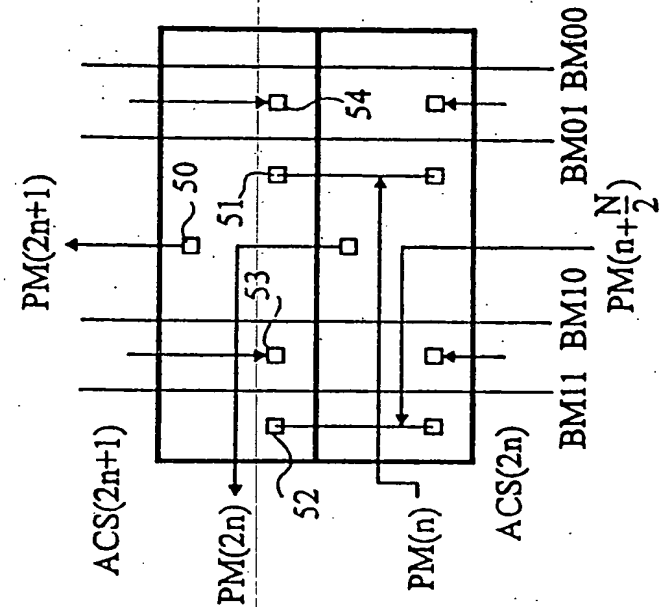 PM(2n+1)
ACS(2n+1)
50
51
52
53
54
PM(2n)
PM(n)
ACS(2n)
BM11
BM10
PM(n+N/2)
BM01
BM00